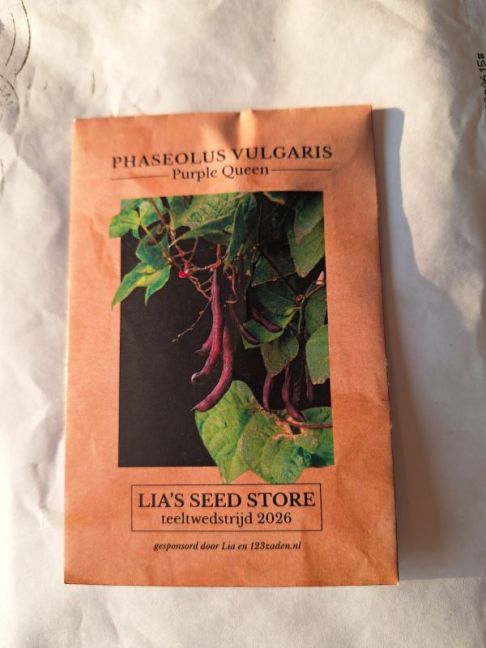 PHASEOLUS VULGARIS
Purple Queen
LIA'S SEED STORE
teeltwedstrijd 2026
gesponsord door Lia en 123zaden.nl